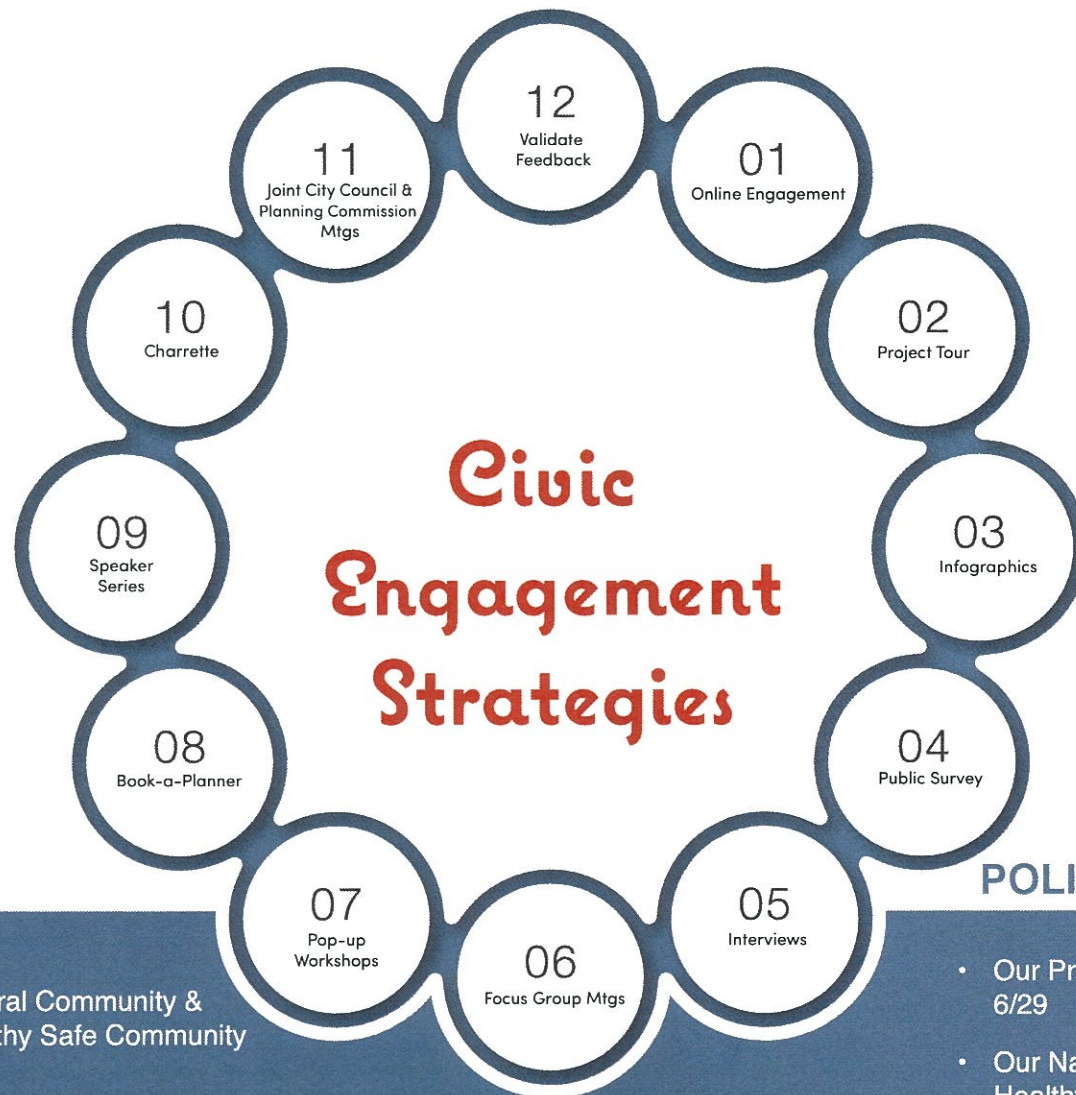 12
Validate
Feedback
01
Online Engagement
02
Project Tour
03
Infographics
04
Public Survey
05
Interviews
06
Focus Group Mtgs
07
Pop-up
Workshops
08
Book-a-Planner
09
Speaker
Series
10
Charrette
11
Joint City Council &
Planning Commission
Mtgs
Civic
Engagement
Strategies
Community &
Safe Community
POLI
• Our Pr
6/29
• Our Na